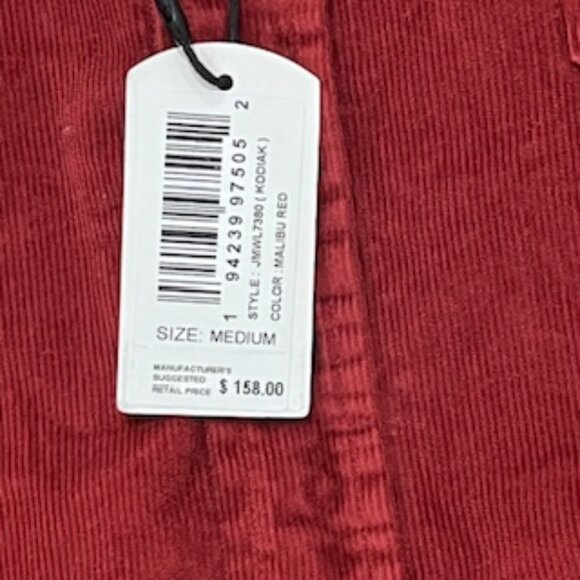 1 94239 97505 2
STYLE : JMWL7380 ( KODIAK )
COLOR : MALIBU RED
SIZE: MEDIUM
MANUFACTURER'S
SUGGESTED
RETAIL PRICE $ 158.00